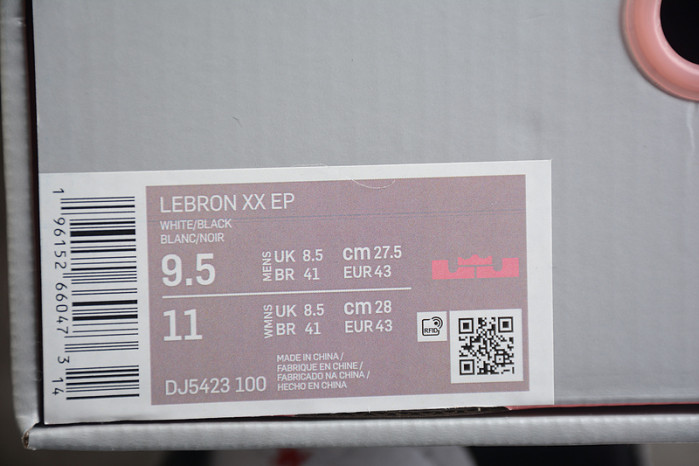 LEBRON XX EP
WHITE/BLACK
BLANC/NOIR
9.5 MENS UK 8.5 cm 27.5
BR 41 EUR 43
11 WMNS UK 8.5 cm 28
BR 41 EUR 43
RFID
DJ5423 100
MADE IN CHINA /
FABRIQUE EN CHINE /
FABRICADO NA CHINA /
HECHO EN CHINA
1 96152 66047 3 14